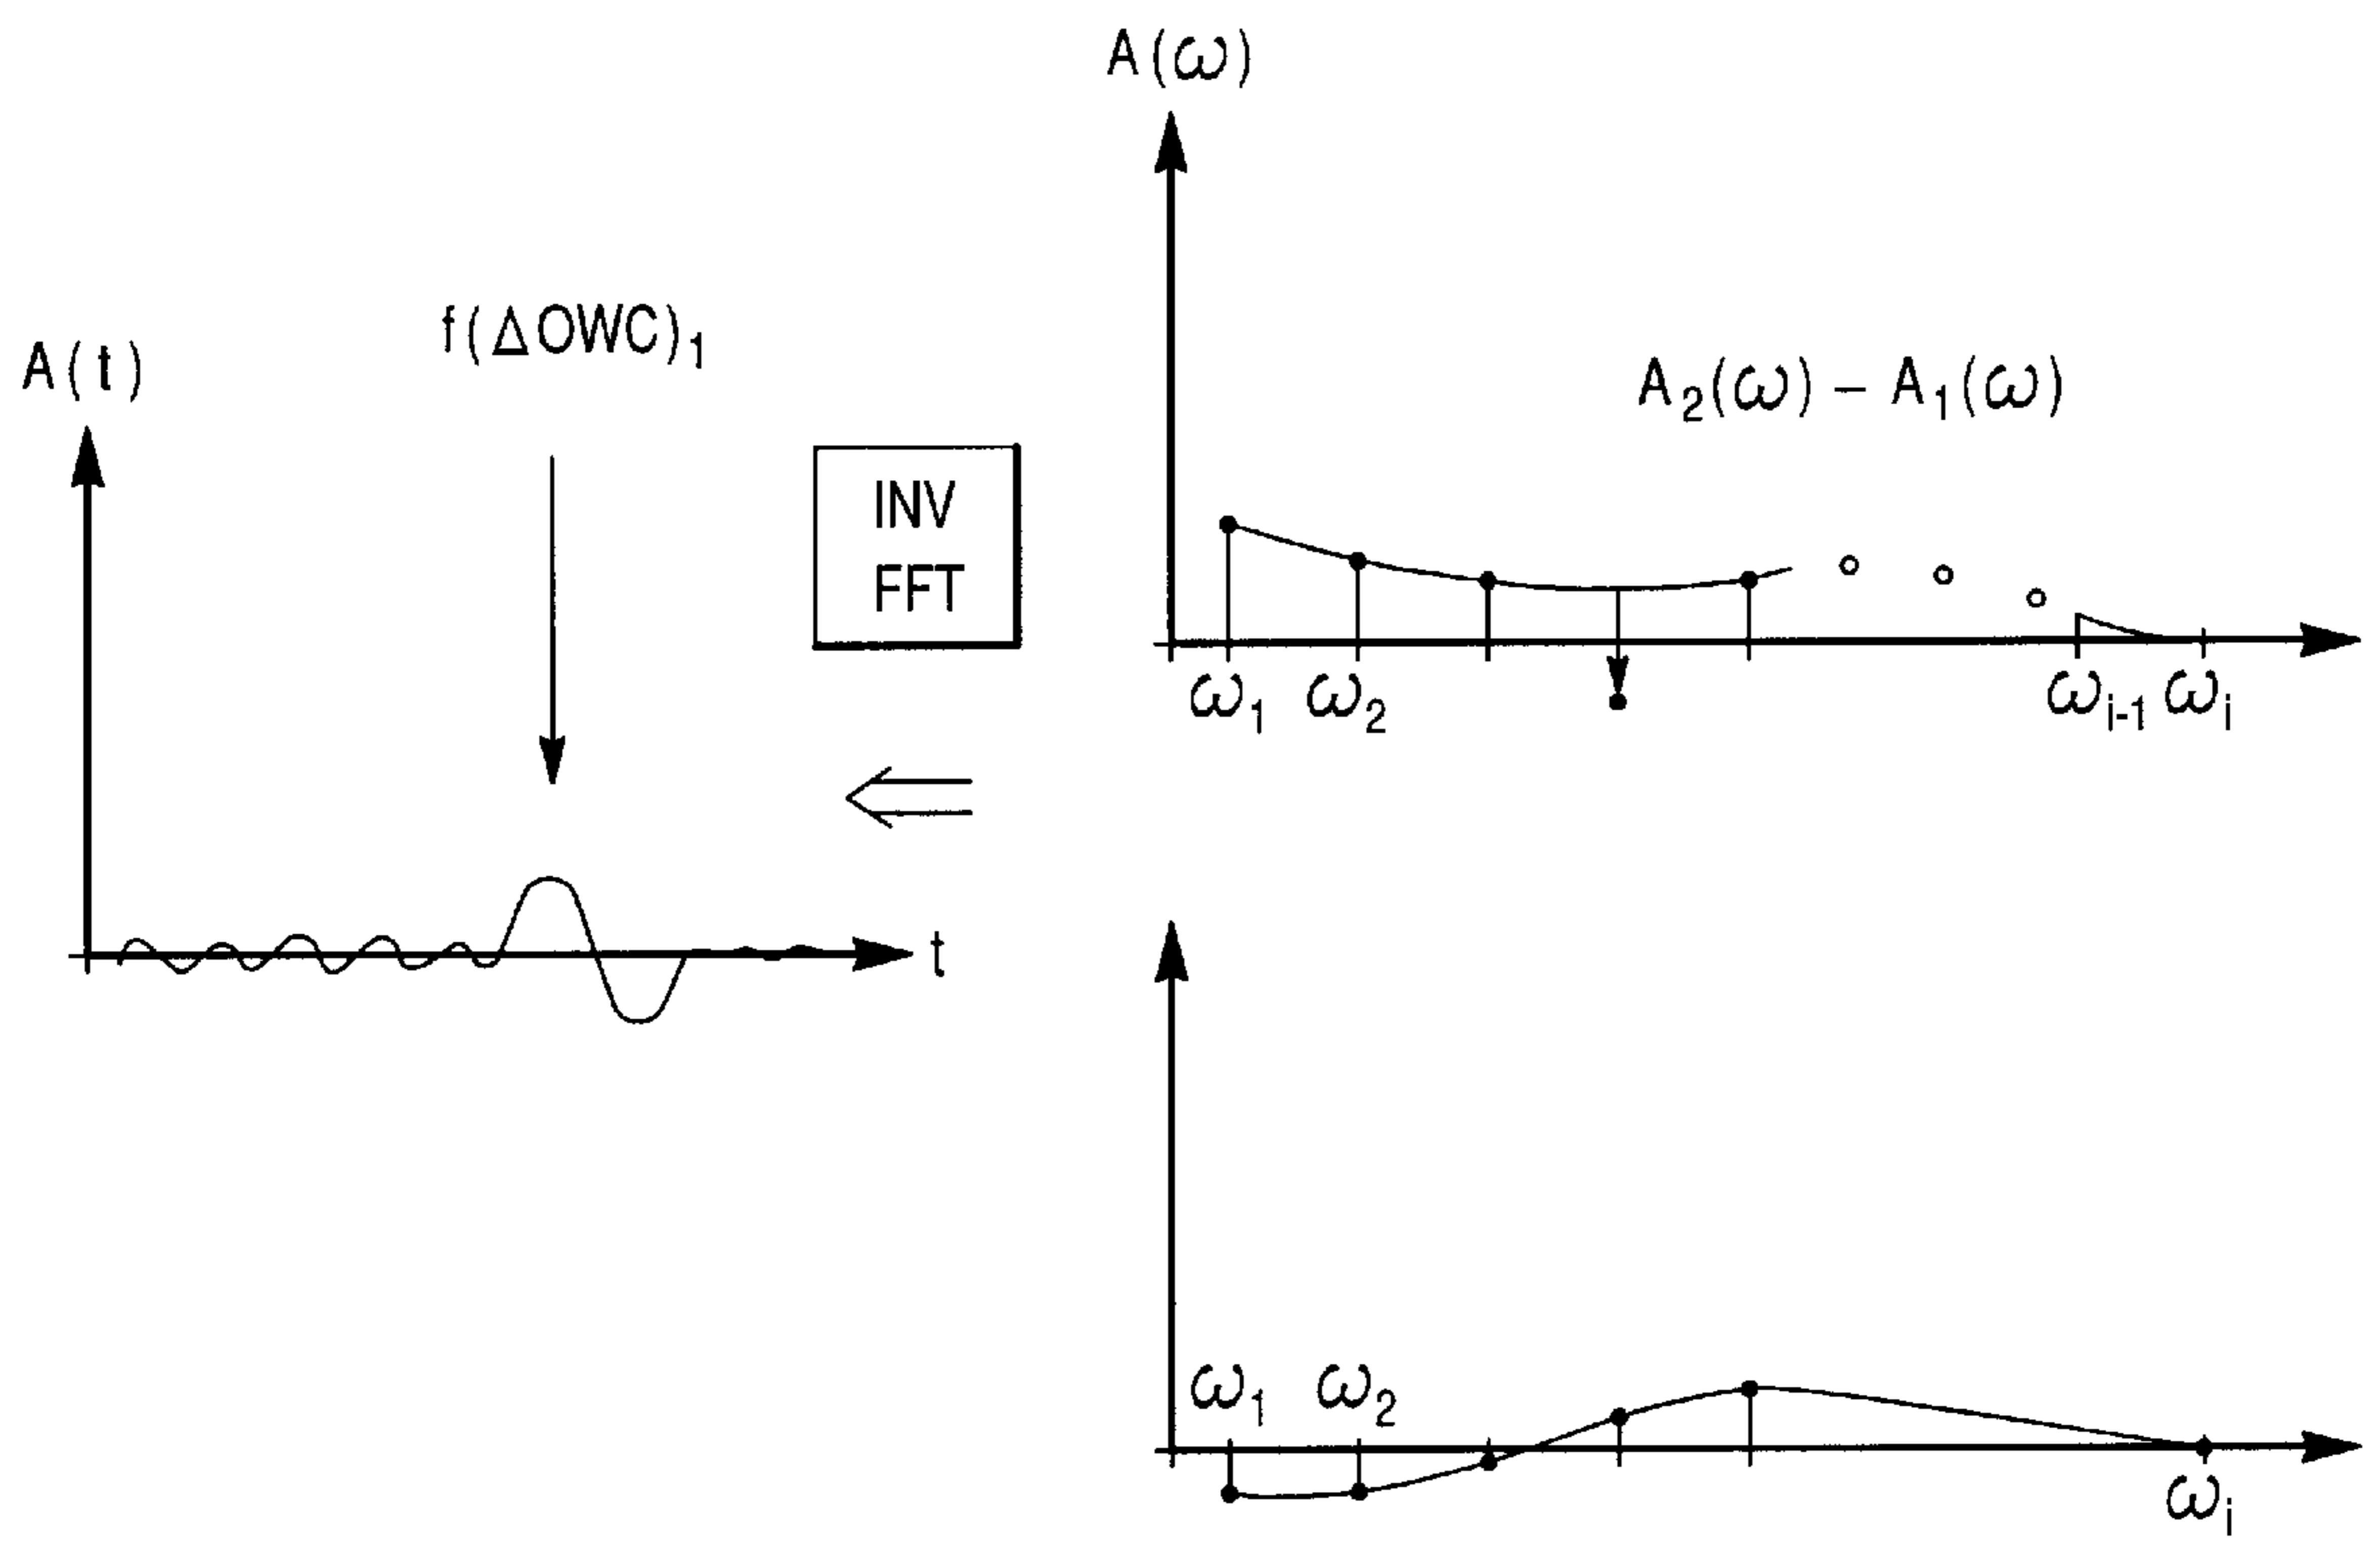 A(ω)
f(ΔOWC)₁
A(t)
A₂(ω) – A₁(ω)
INV
FFT
ω₁ ω₂ ωᵢ₋₁ ωᵢ
t
ω₁ ω₂
ωᵢ